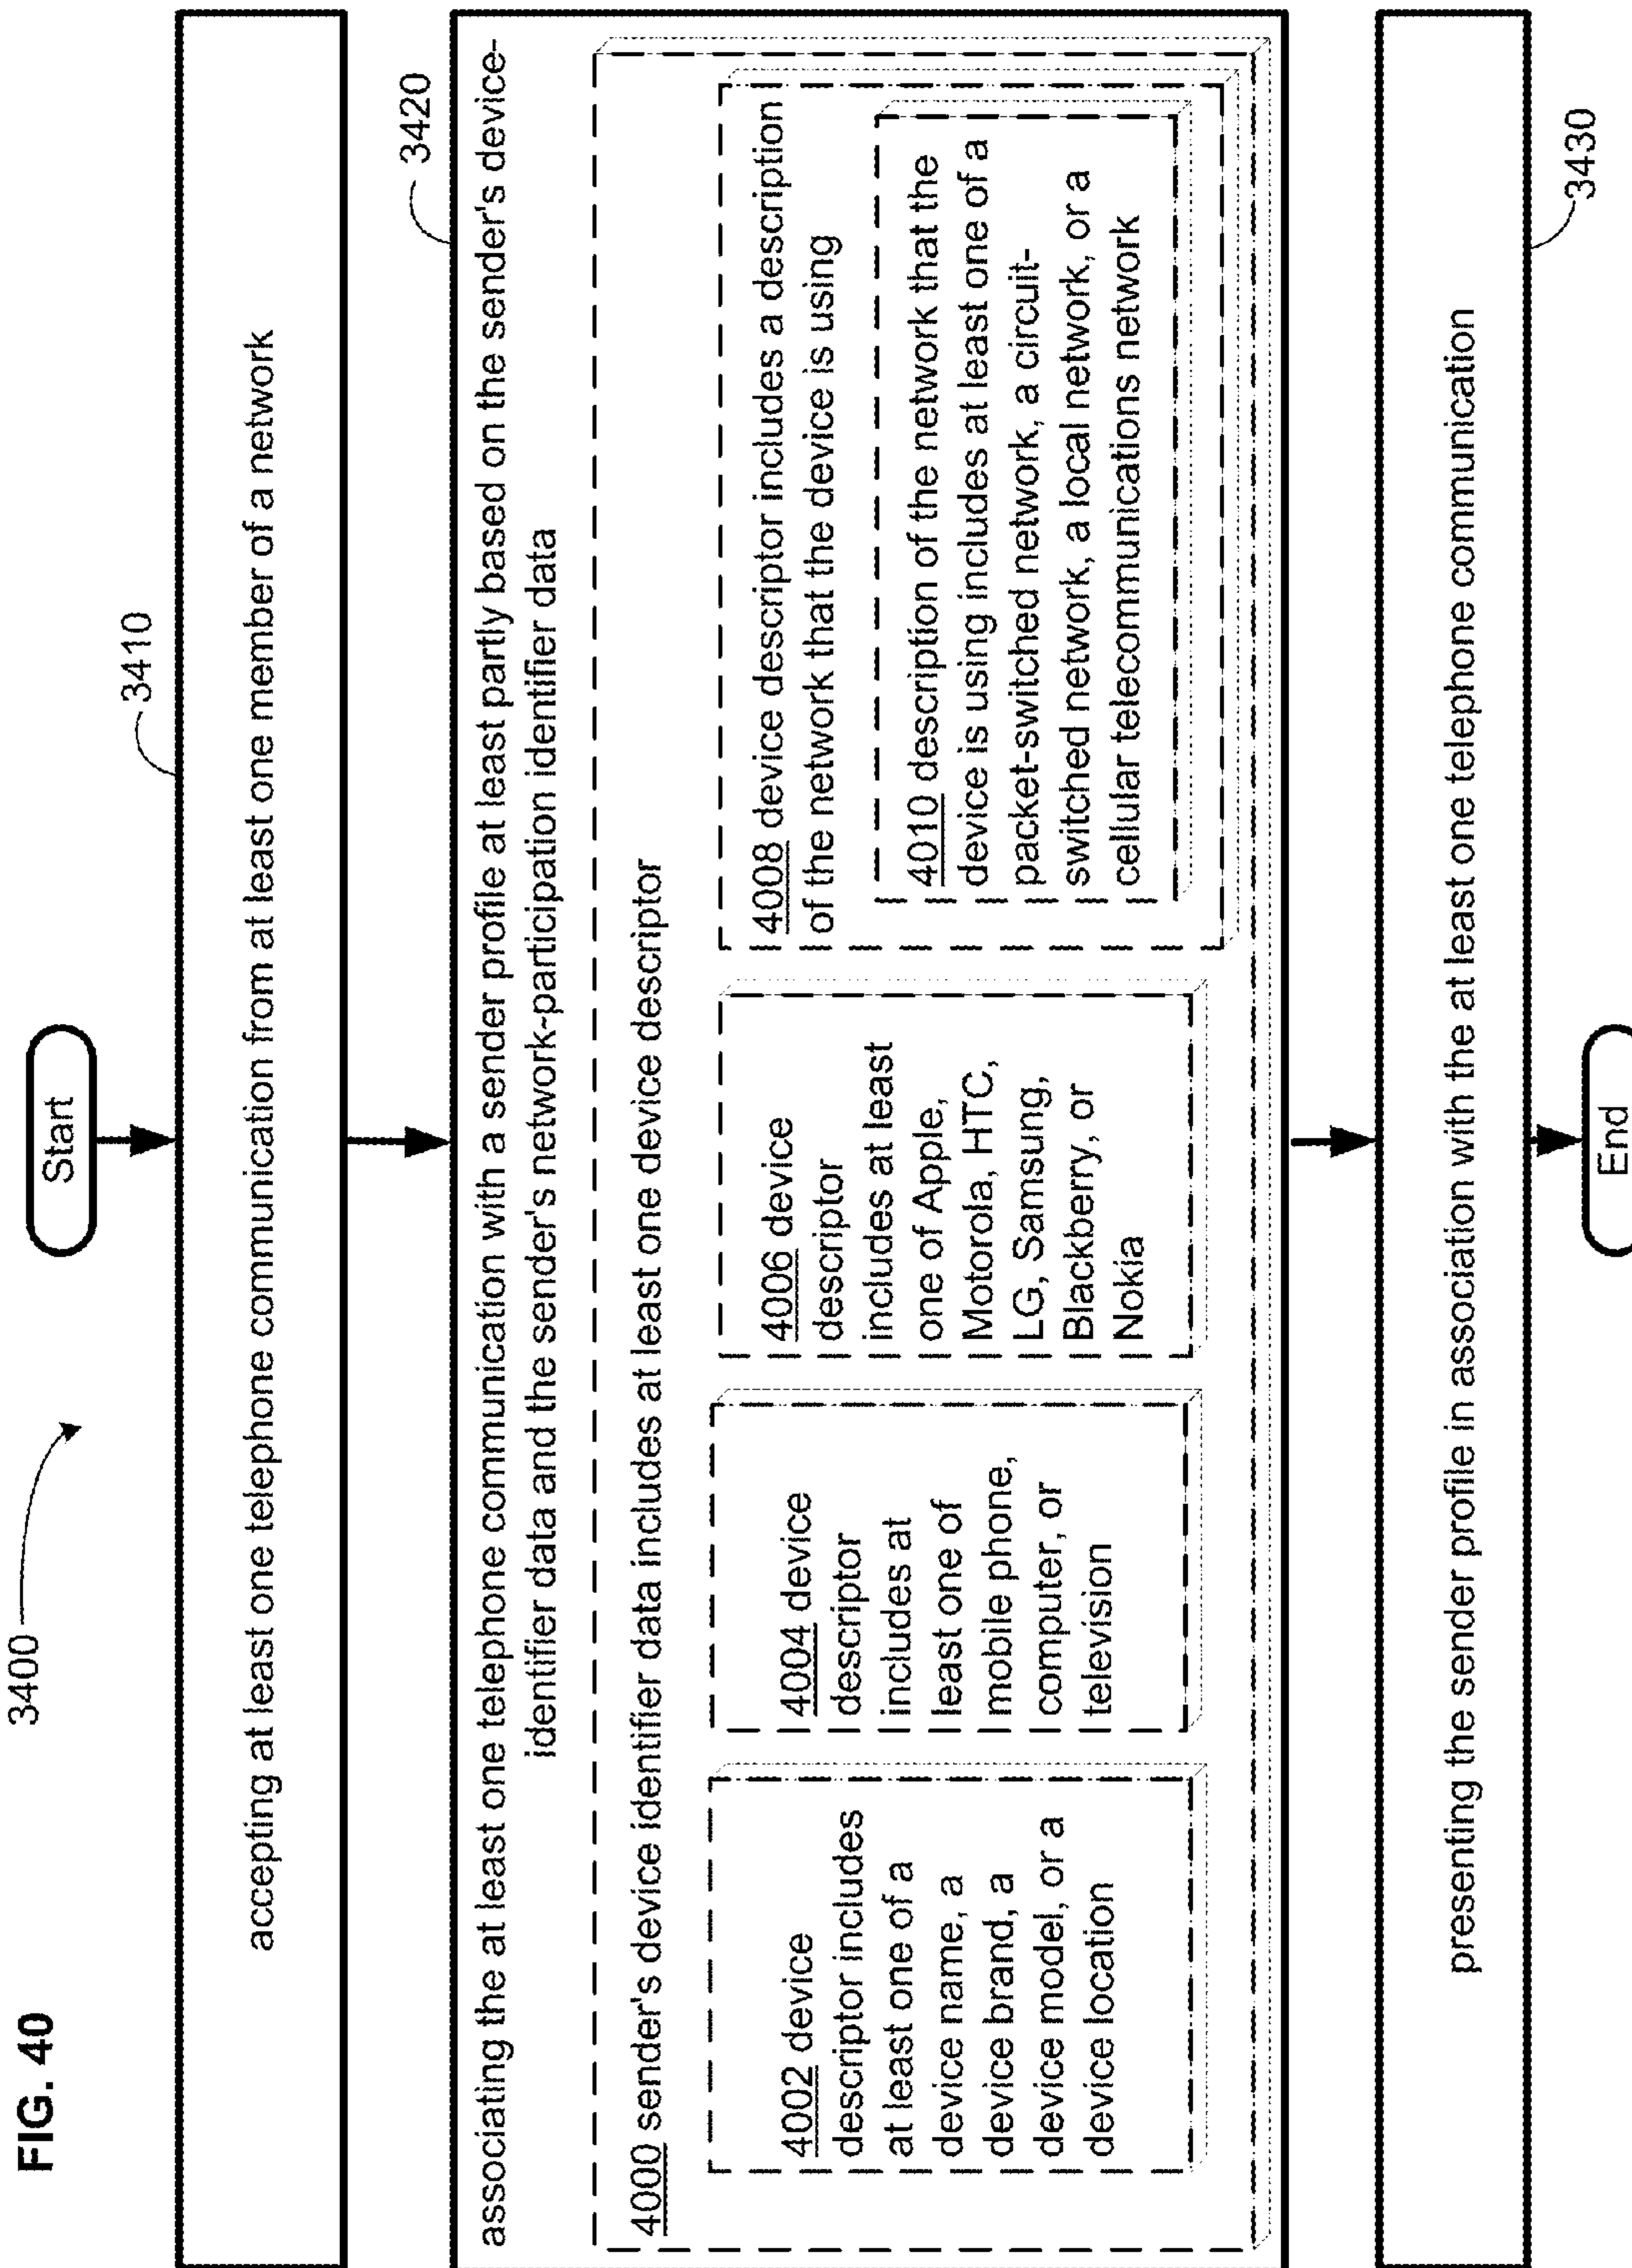 FIG. 40
3400
Start
3410
accepting at least one telephone communication from at least one member of a network
3420
associating the at least one telephone communication with a sender profile at least partly based on the sender's device-
identifier data and the sender's network-participation identifier data
4000 sender's device identifier data includes at least one device descriptor
4002 device
descriptor includes
at least one of a
device name, a
device brand, a
device model, or a
device location
4004 device
descriptor
includes at
least one of
mobile phone,
computer, or
television
4006 device
descriptor
includes at least
one of Apple,
Motorola, HTC,
LG, Samsung,
Blackberry, or
Nokia
4008 device descriptor includes a description
of the network that the device is using
4010 description of the network that the
device is using includes at least one of a
packet-switched network, a circuit-
switched network, a local network, or a
cellular telecommunications network
presenting the sender profile in association with the at least one telephone communication
3430
End